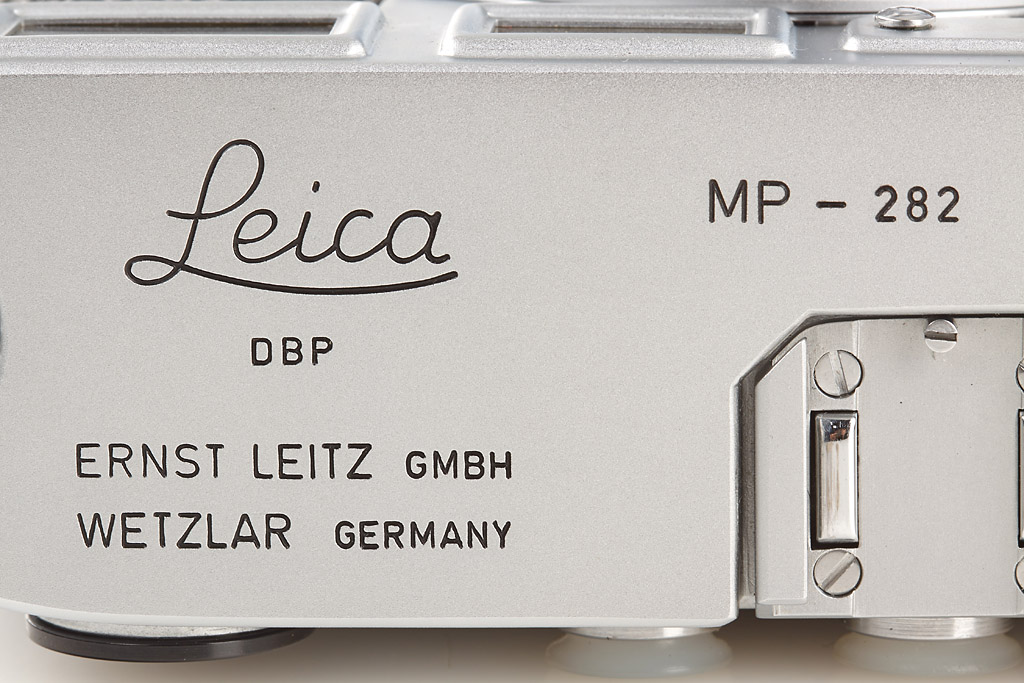 Leica
MP - 282
DBP
ERNST LEITZ GMBH
WETZLAR GERMANY